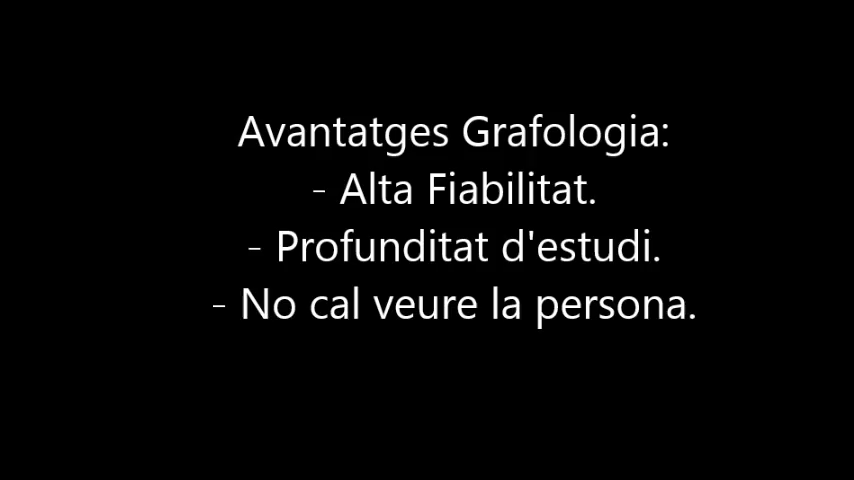 Avantatges Grafologia:
- Alta Fiabilitat.
- Profunditat d'estudi.
- No cal veure la persona.